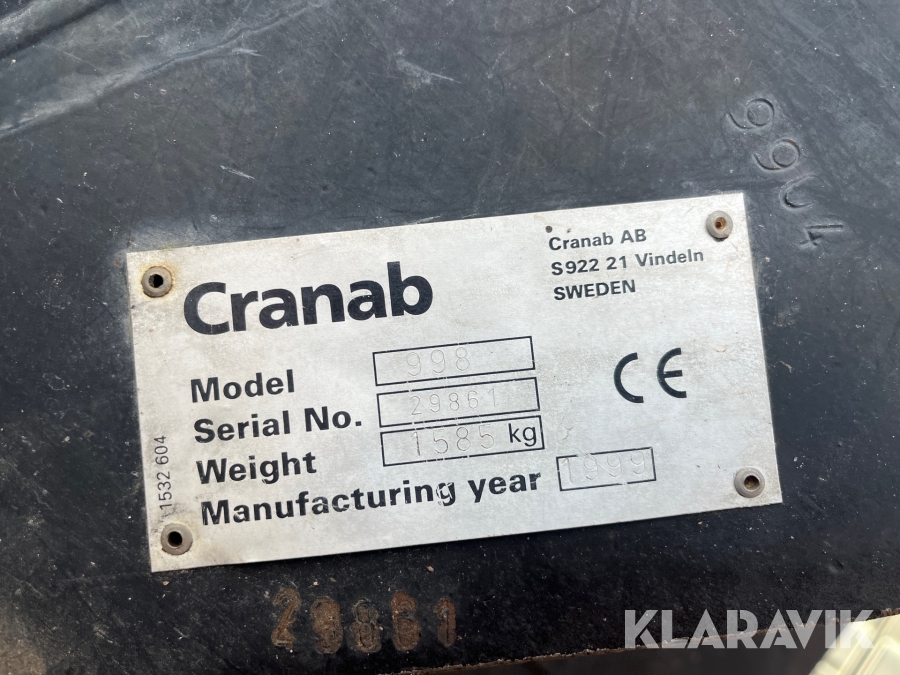 Cranab
Cranab AB
S922 21 Vindeln
SWEDEN
Model 998
Serial No. 29861
Weight 1585 kg
Manufacturing year 1999
CE
1532 604
29861
KLARAVIK